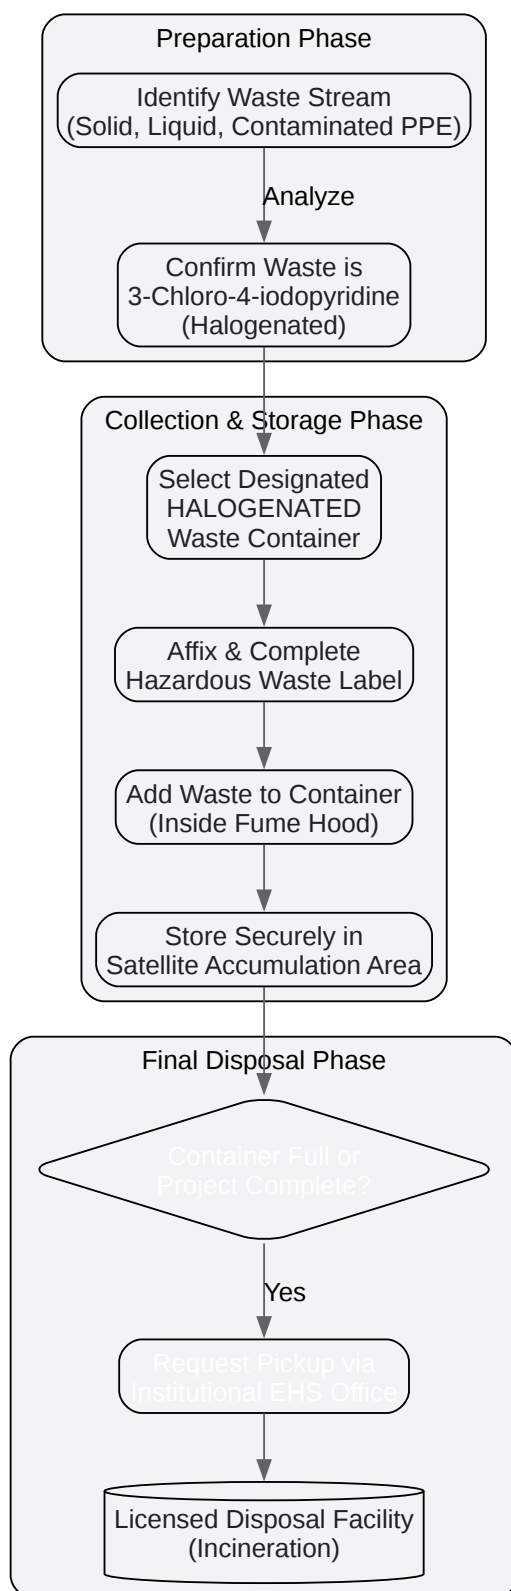 Preparation Phase
Identify Waste Stream
(Solid, Liquid, Contaminated PPE)
Analyze
Confirm Waste is
3-Chloro-4-iodopyridine
(Halogenated)
Collection & Storage Phase
Select Designated
HALOGENATED
Waste Container
Affix & Complete
Hazardous Waste Label
Add Waste to Container
(Inside Fume Hood)
Store Securely in
Satellite Accumulation Area
Final Disposal Phase
Container Full or
Project Complete?
Yes
Request Pickup via
Institutional EHS Office
Licensed Disposal Facility
(Incineration)